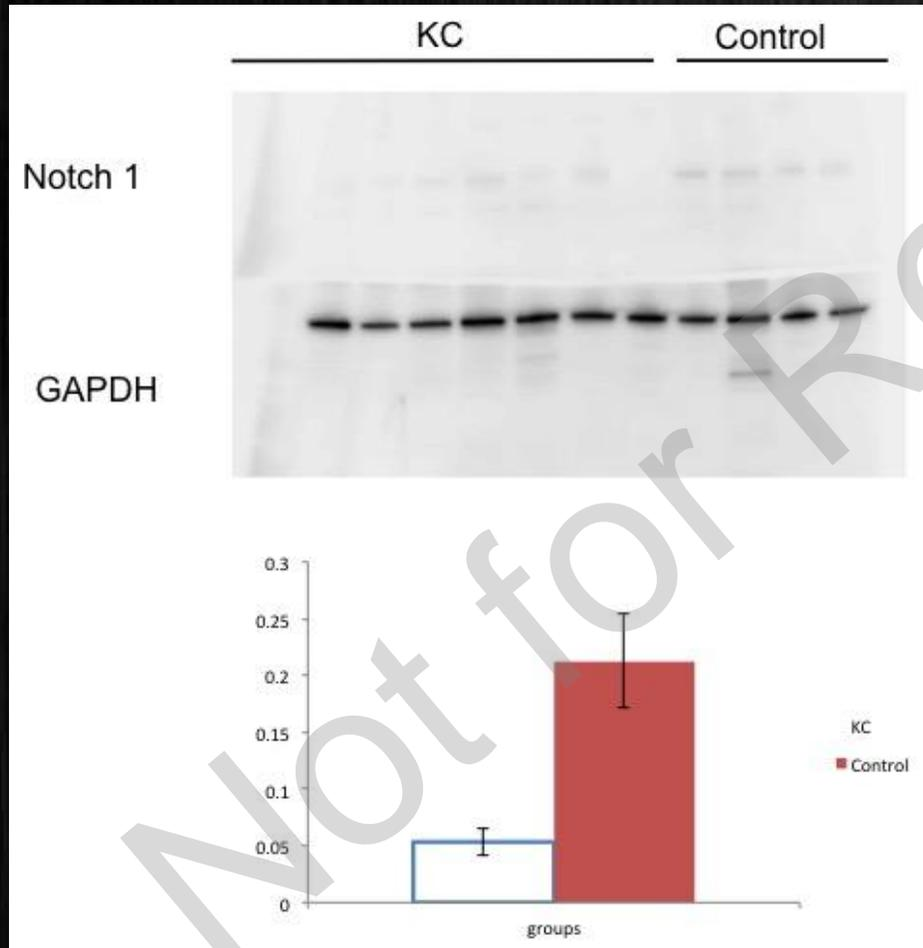 KC Control
Notch 1
GAPDH
0.3
0.25
0.2
0.15
0.1
0.05
0
KC
Control
groups
Not for R